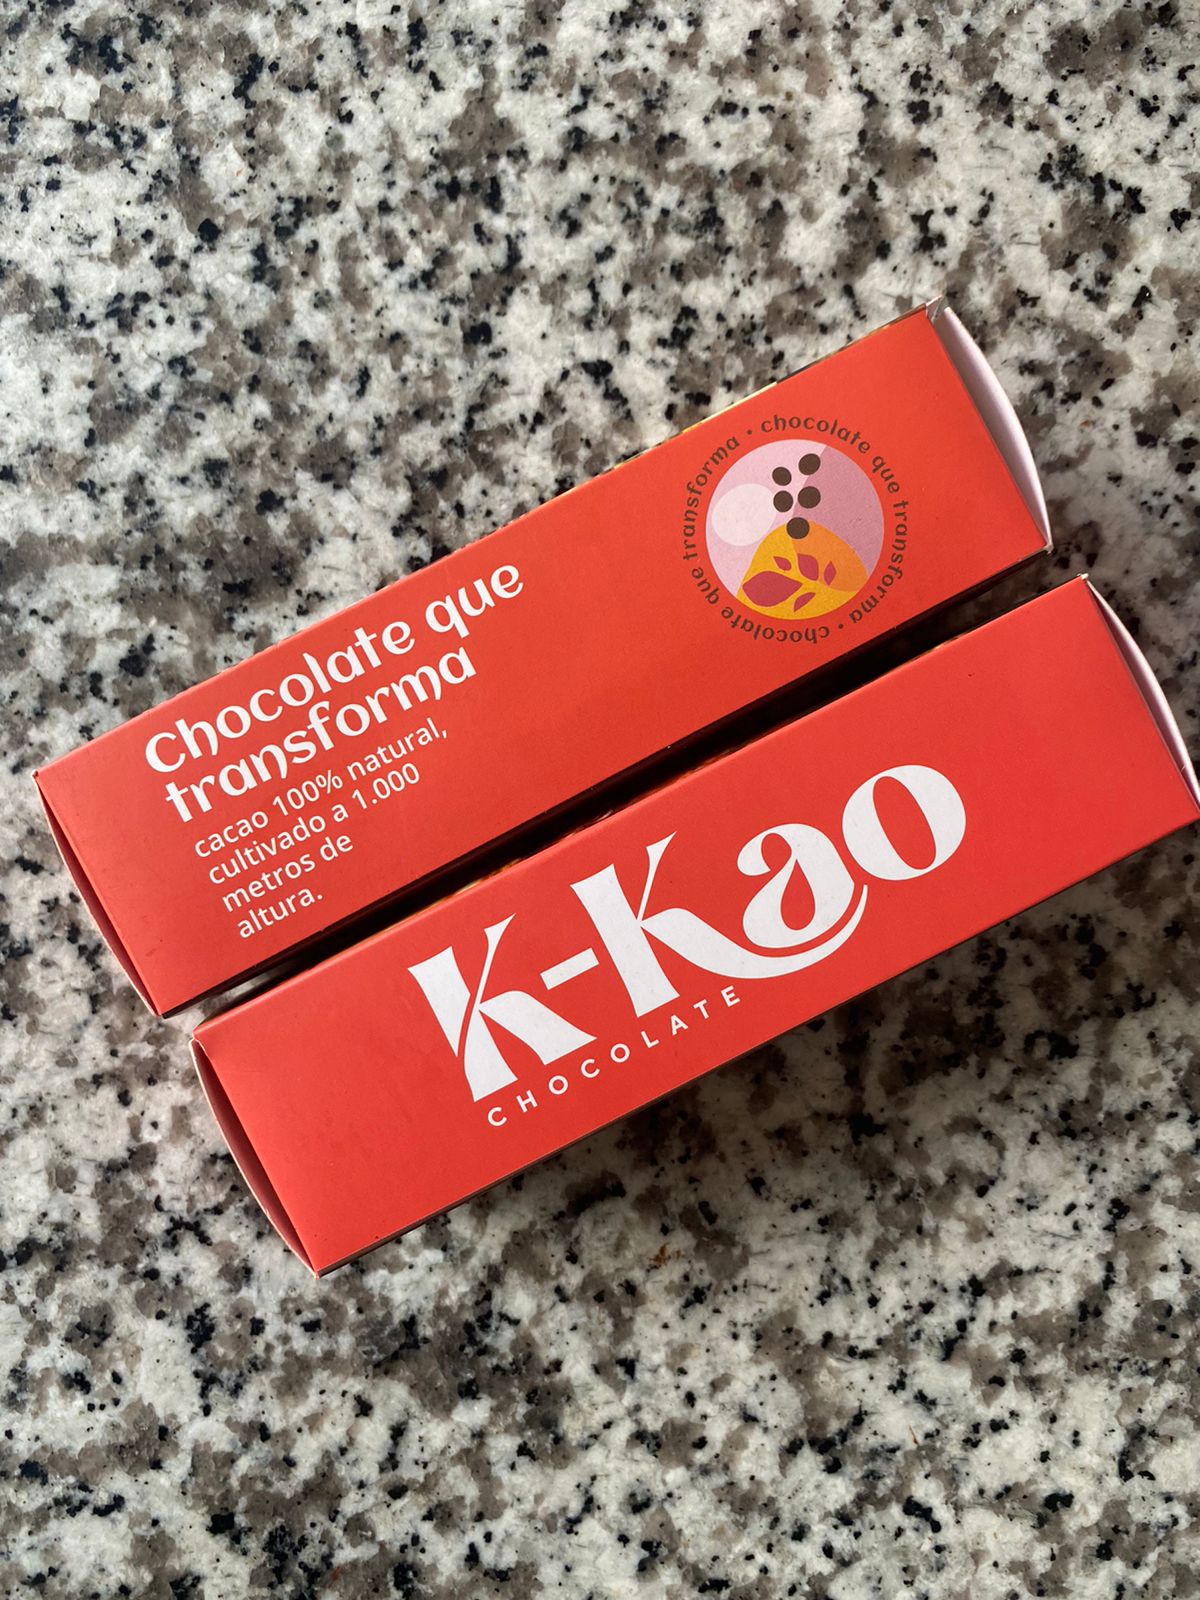 Chocolate que
transforma
cacao 100% natural,
cultivado a 1.000
metros de
altura.
chocolate que transforma • chocolate que transforma •
K-Kao
CHOCOLATE